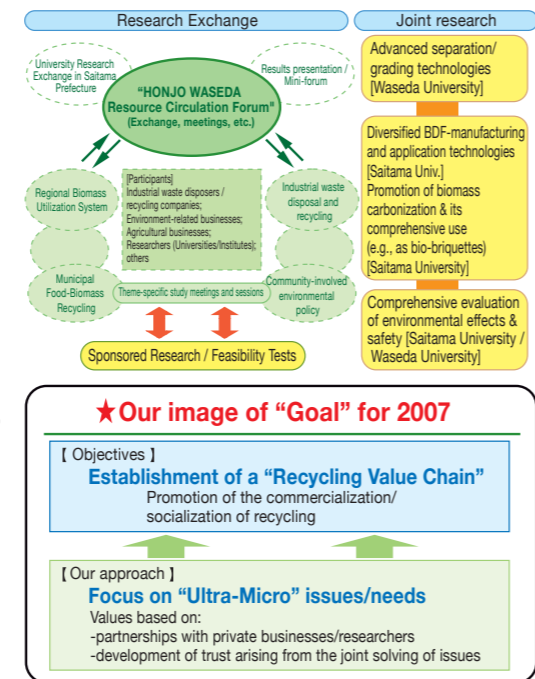 Research Exchange
University Research
Exchange in Saitama
Prefecture
Results presentation /
Mini-forum
“HONJO WASEDA
Resource Circulation Forum”
(Exchange, meetings, etc.)
Regional Biomass
Utilization System
[Participants]
Industrial waste disposers /
recycling companies;
Environment-related businesses;
Agricultural businesses;
Researchers (Universities/Institutes);
others
Industrial waste
disposal and
recycling
Municipal
Food-Biomass
Recycling
Theme-specific study meetings and sessions
Community-involved
environmental
policy
Sponsored Research / Feasibility Tests
Joint research
Advanced separation/
grading technologies
[Waseda University]
Diversified BDF-manufacturing
and application technologies
[Saitama Univ.]
Promotion of biomass
carbonization & its
comprehensive use
(e.g., as bio-briquettes)
[Saitama University]
Comprehensive evaluation
of environmental effects &
safety [Saitama University /
Waseda University]
★Our image of “Goal” for 2007
【 Objectives 】
Establishment of a “Recycling Value Chain”
Promotion of the commercialization/
socialization of recycling
【 Our approach 】
Focus on “Ultra-Micro” issues/needs
Values based on:
-partnerships with private businesses/researchers
-development of trust arising from the joint solving of issues